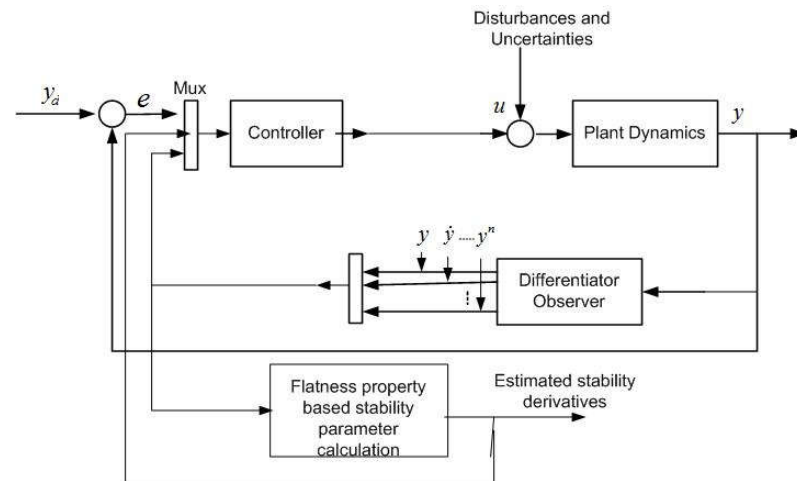 Disturbances and
Uncertainties
Mux
y_d
e
u
y
Controller
Plant Dynamics
y ẏ ..... yⁿ
Differentiator
Observer
Flatness property
based stability
parameter
calculation
Estimated stability
derivatives